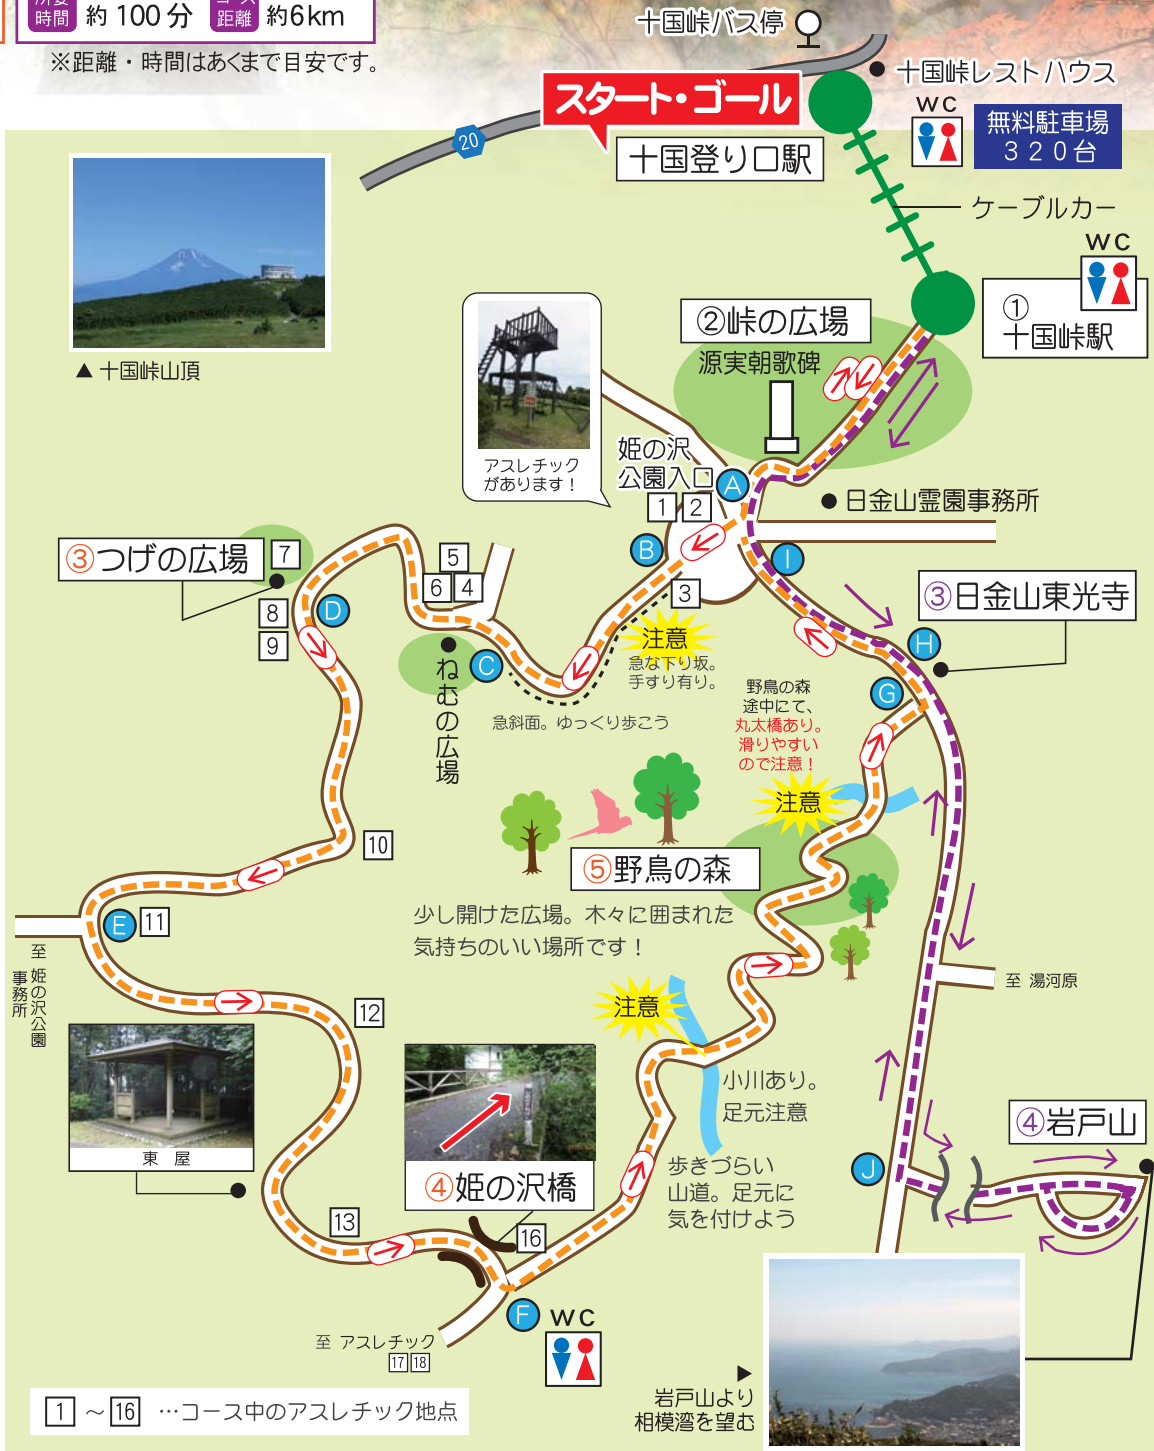 所要
時間
約100分
コース
距離
約6km
※距離・時間はあくまで目安です。
十国峠バス停
十国峠レストハウス
スタート・ゴール
WC
無料駐車場
320台
20
十国登り口駅
ケーブルカー
WC
①
十国峠駅
②峠の広場
源実朝歌碑
▲十国峠山頂
アスレチック
があります！
姫の沢
公園入口
A
1
2
日金山霊園事務所
B
I
③つげの広場
7
5
6
4
3
8
9
D
③日金山東光寺
H
注意
急な下り坂。
手すり有り。
C
ねむの広場
G
野鳥の森
途中にて、
丸太橋あり。
滑りやすい
ので注意！
急斜面。ゆっくり歩こう
注意
10
⑤野鳥の森
E
11
少し開けた広場。木々に囲まれた
気持ちのいい場所です！
至 姫の沢公園
事務所
至 湯河原
注意
12
小川あり。
足元注意
④岩戸山
東屋
④姫の沢橋
歩きづらい
山道。足元に
気を付けよう
J
13
16
F
WC
至 アスレチック
17
18
▶
岩戸山より
相模湾を望む
1～16 …コース中のアスレチック地点